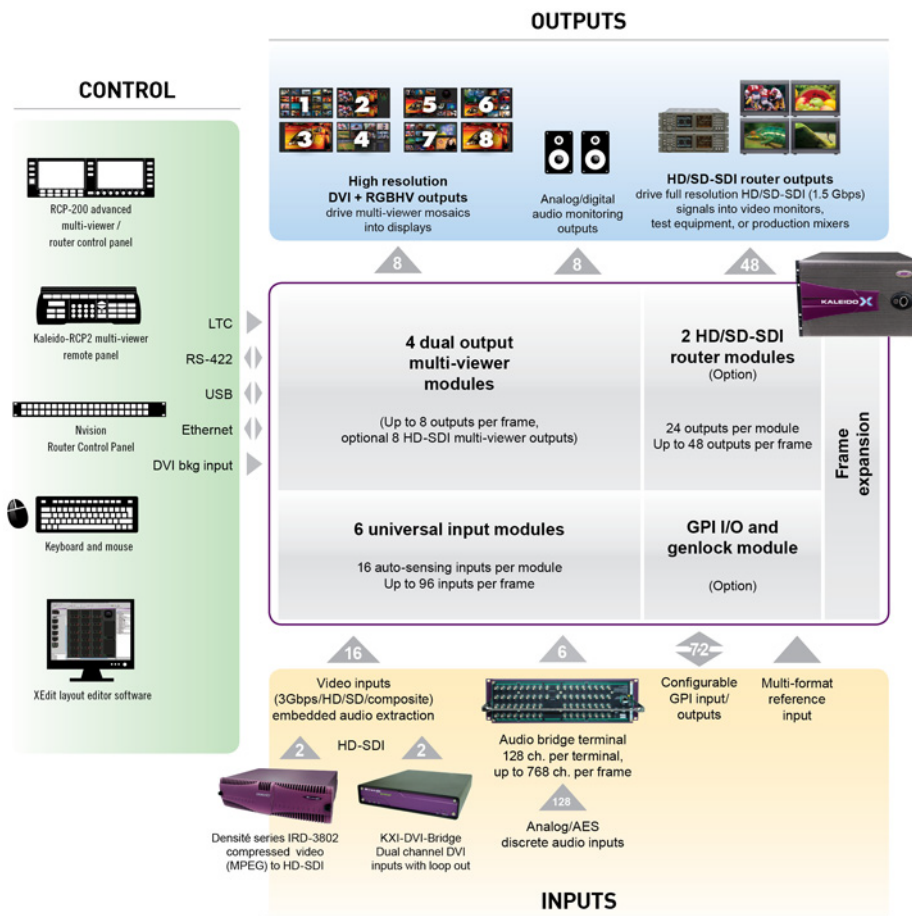 OUTPUTS
CONTROL
1
2
5
6
3
4
7
8
High resolution
DVI + RGBHV outputs
drive multi-viewer mosaics
into displays
Analog/digital
audio monitoring
outputs
HD/SD-SDI router outputs
drive full resolution HD/SD-SDI (1.5 Gbps)
signals into video monitors,
test equipment, or production mixers
8
8
48
RCP-200 advanced
multi-viewer /
router control panel
Kaleido-RCP2 multi-viewer
remote panel
Nvision
Router Control Panel
Keyboard and mouse
XEdit layout editor software
LTC
RS-422
USB
Ethernet
DVI bkg input
KALEIDO X
4 dual output
multi-viewer
modules
(Up to 8 outputs per frame,
optional 8 HD-SDI multi-viewer outputs)
2 HD/SD-SDI
router modules
(Option)
24 outputs per module
Up to 48 outputs per frame
Frame
expansion
6 universal input modules
16 auto-sensing inputs per module
Up to 96 inputs per frame
GPI I/O and
genlock module
(Option)
16
6
72
Video inputs
(3Gbps/HD/SD/composite)
embedded audio extraction
HD-SDI
2
2
Densité series IRD-3802
compressed video
(MPEG) to HD-SDI
KXI-DVI-Bridge
Dual channel DVI
inputs with loop out
Audio bridge terminal
128 ch. per terminal,
up to 768 ch. per frame
128
Analog/AES
discrete audio inputs
Configurable
GPI input/
outputs
Multi-format
reference
input
INPUTS